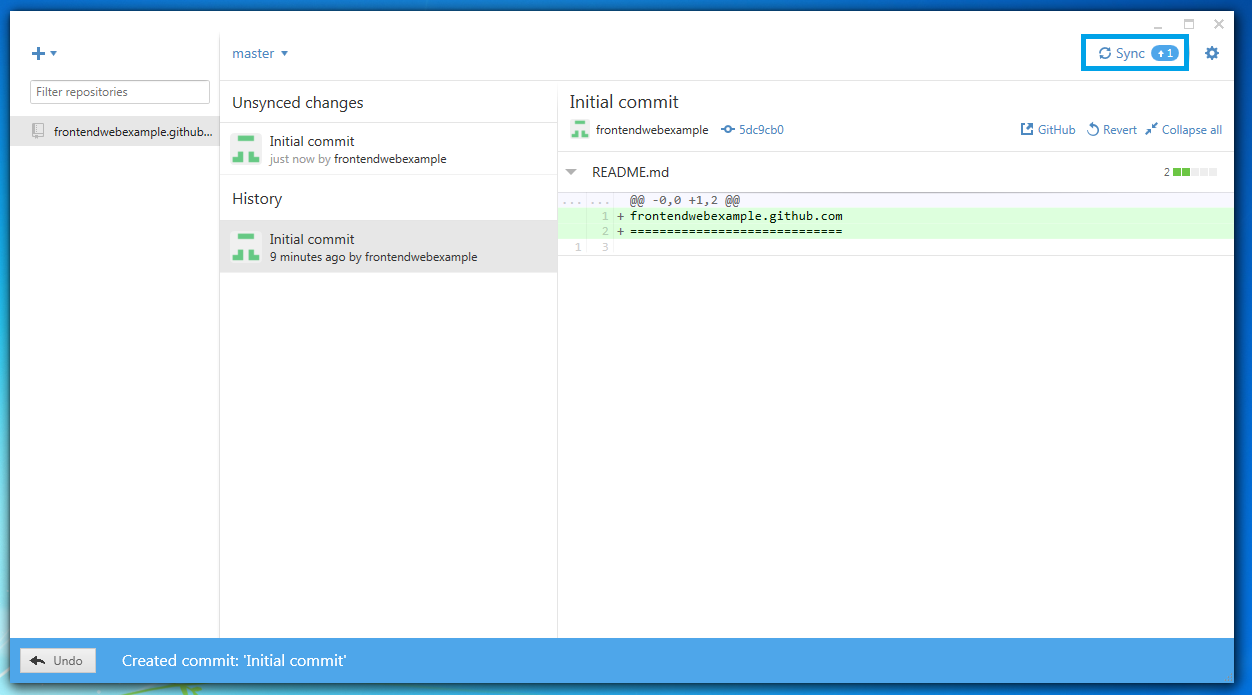 master
Sync +1
Filter repositories
frontendwebexample.github...
Unsynced changes
Initial commit
just now by frontendwebexample
History
Initial commit
9 minutes ago by frontendwebexample
Initial commit
frontendwebexample 5dc9cb0
GitHub Revert Collapse all
README.md 2
... ... @@ -0,0 +1,2 @@
1 + frontendwebexample.github.com
2 + =============================
1 3
Undo Created commit: 'Initial commit'